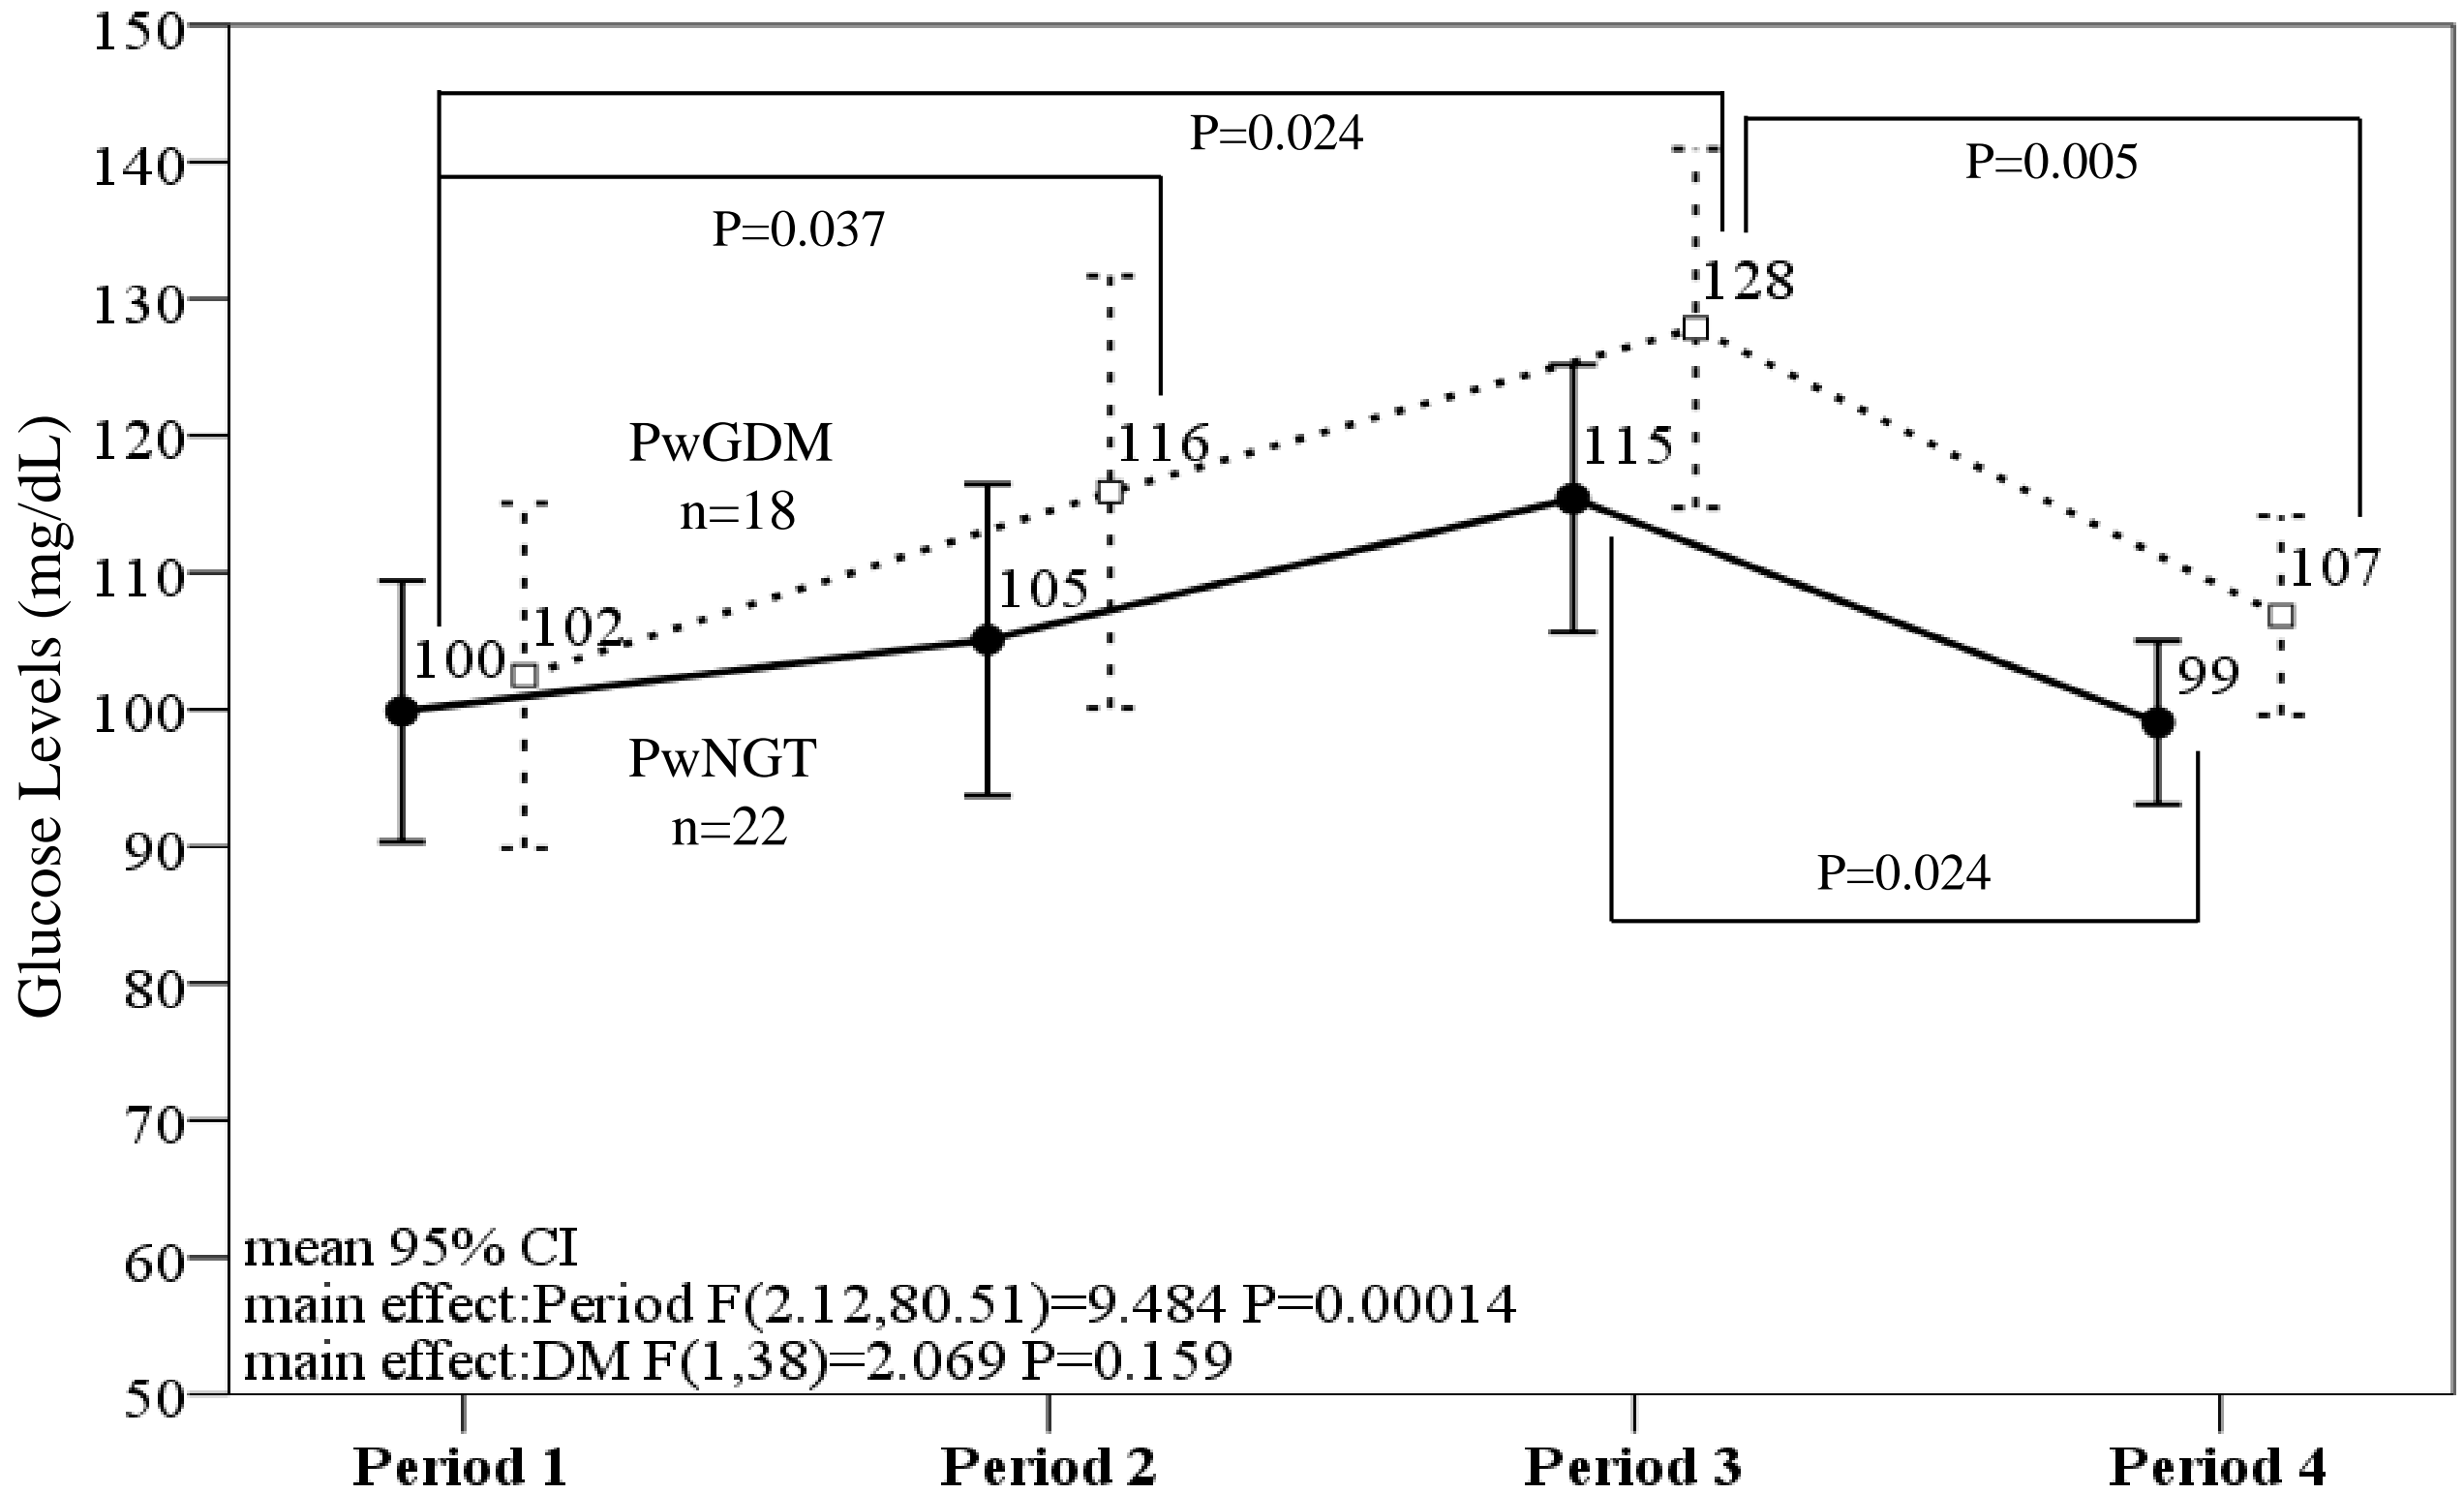 150
140
130
120
110
100
90
80
70
60
50
Glucose Levels (mg/dL)
P=0.024
P=0.005
P=0.037
128
116
115
PwGDM
n=18
105
107
102
100
99
PwNGT
n=22
P=0.024
mean 95% CI
main effect:Period F(2.12,80.51)=9.484 P=0.00014
main effect:DM F(1,38)=2.069 P=0.159
Period 1
Period 2
Period 3
Period 4